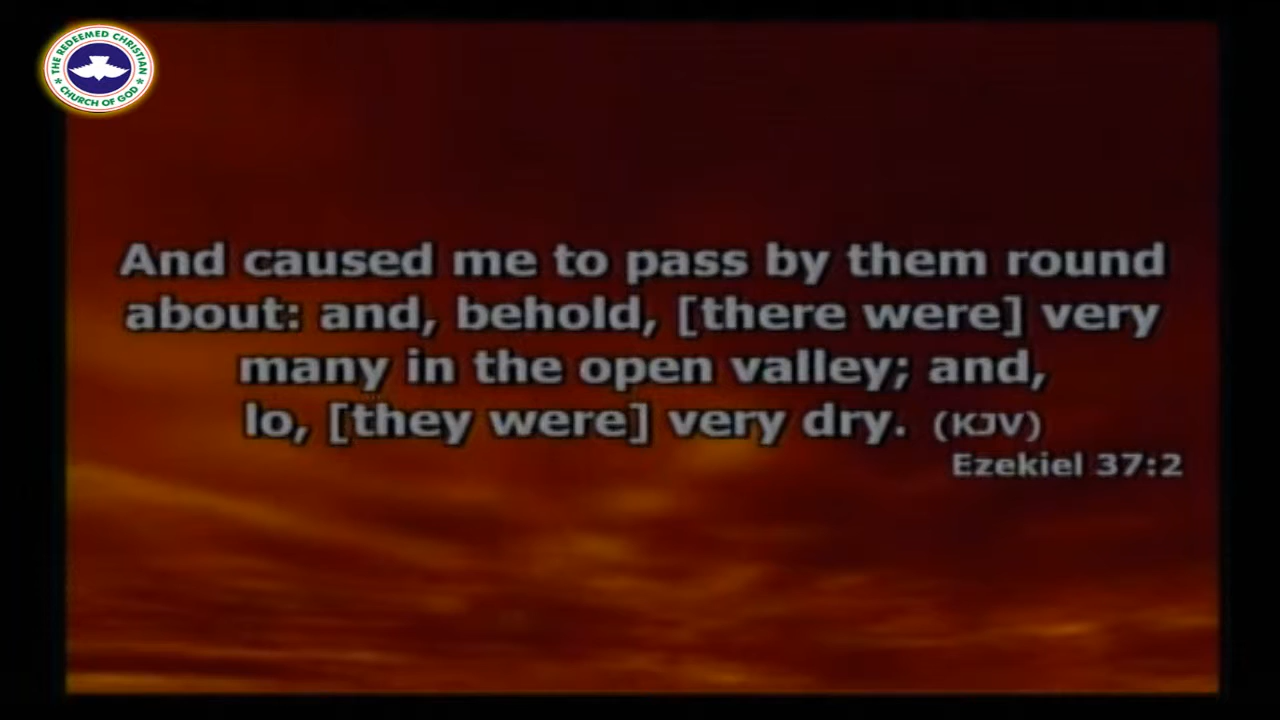 THE REDEEMED CHRISTIAN
CHURCH OF GOD
And caused me to pass by them round
about: and, behold, [there were] very
many in the open valley; and,
lo, [they were] very dry. (KJV)
Ezekiel 37:2